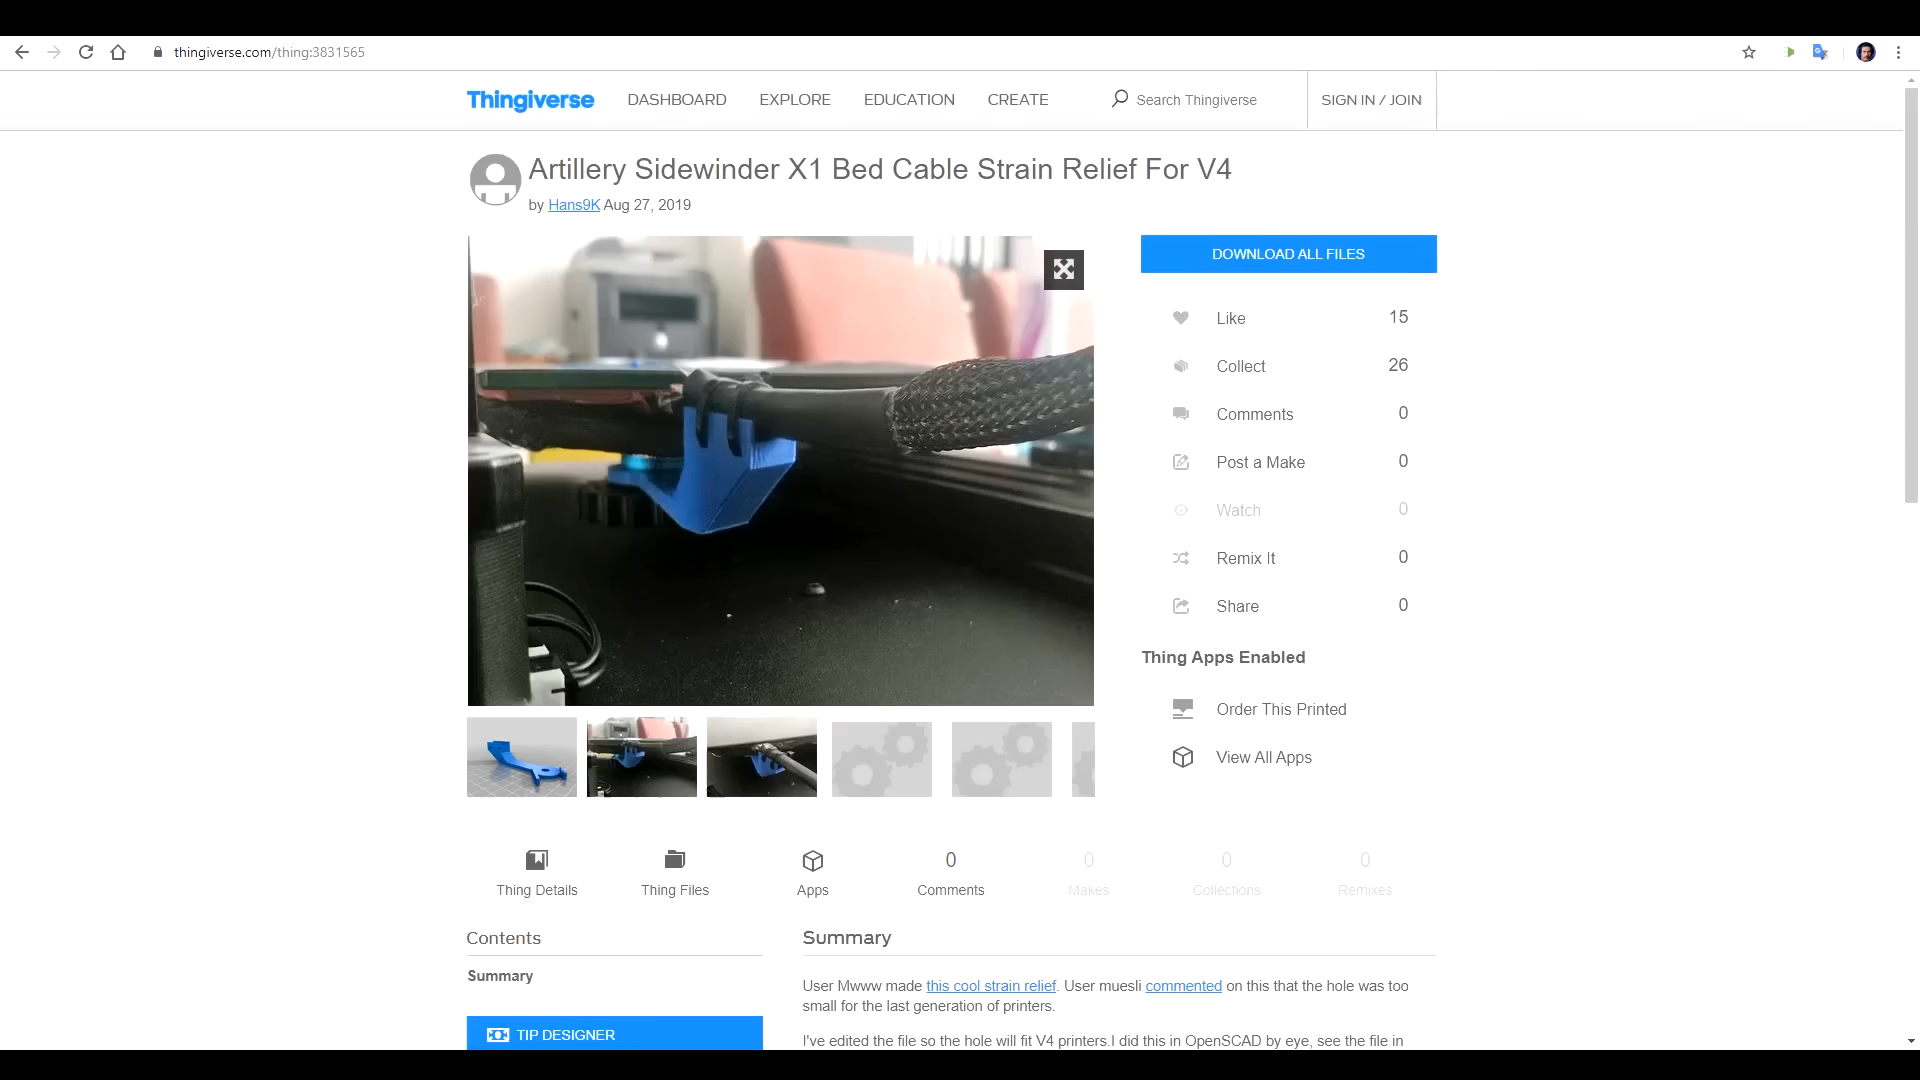 thingiverse.com/thing:3831565
Thingiverse
DASHBOARD
EXPLORE
EDUCATION
CREATE
Search Thingiverse
SIGN IN / JOIN
Artillery Sidewinder X1 Bed Cable Strain Relief For V4
by Hans9K Aug 27, 2019
DOWNLOAD ALL FILES
Like 15
Collect 26
Comments 0
Post a Make 0
Watch 0
Remix It 0
Share 0
Thing Apps Enabled
Order This Printed
View All Apps
Thing Details
Thing Files
Apps
0
Comments
0
Makes
0
Collections
0
Remixes
Contents
Summary
TIP DESIGNER
Summary
User Mwww made this cool strain relief. User muesli commented on this that the hole was too
small for the last generation of printers.
I've edited the file so the hole will fit V4 printers.I did this in OpenSCAD by eye, see the file in